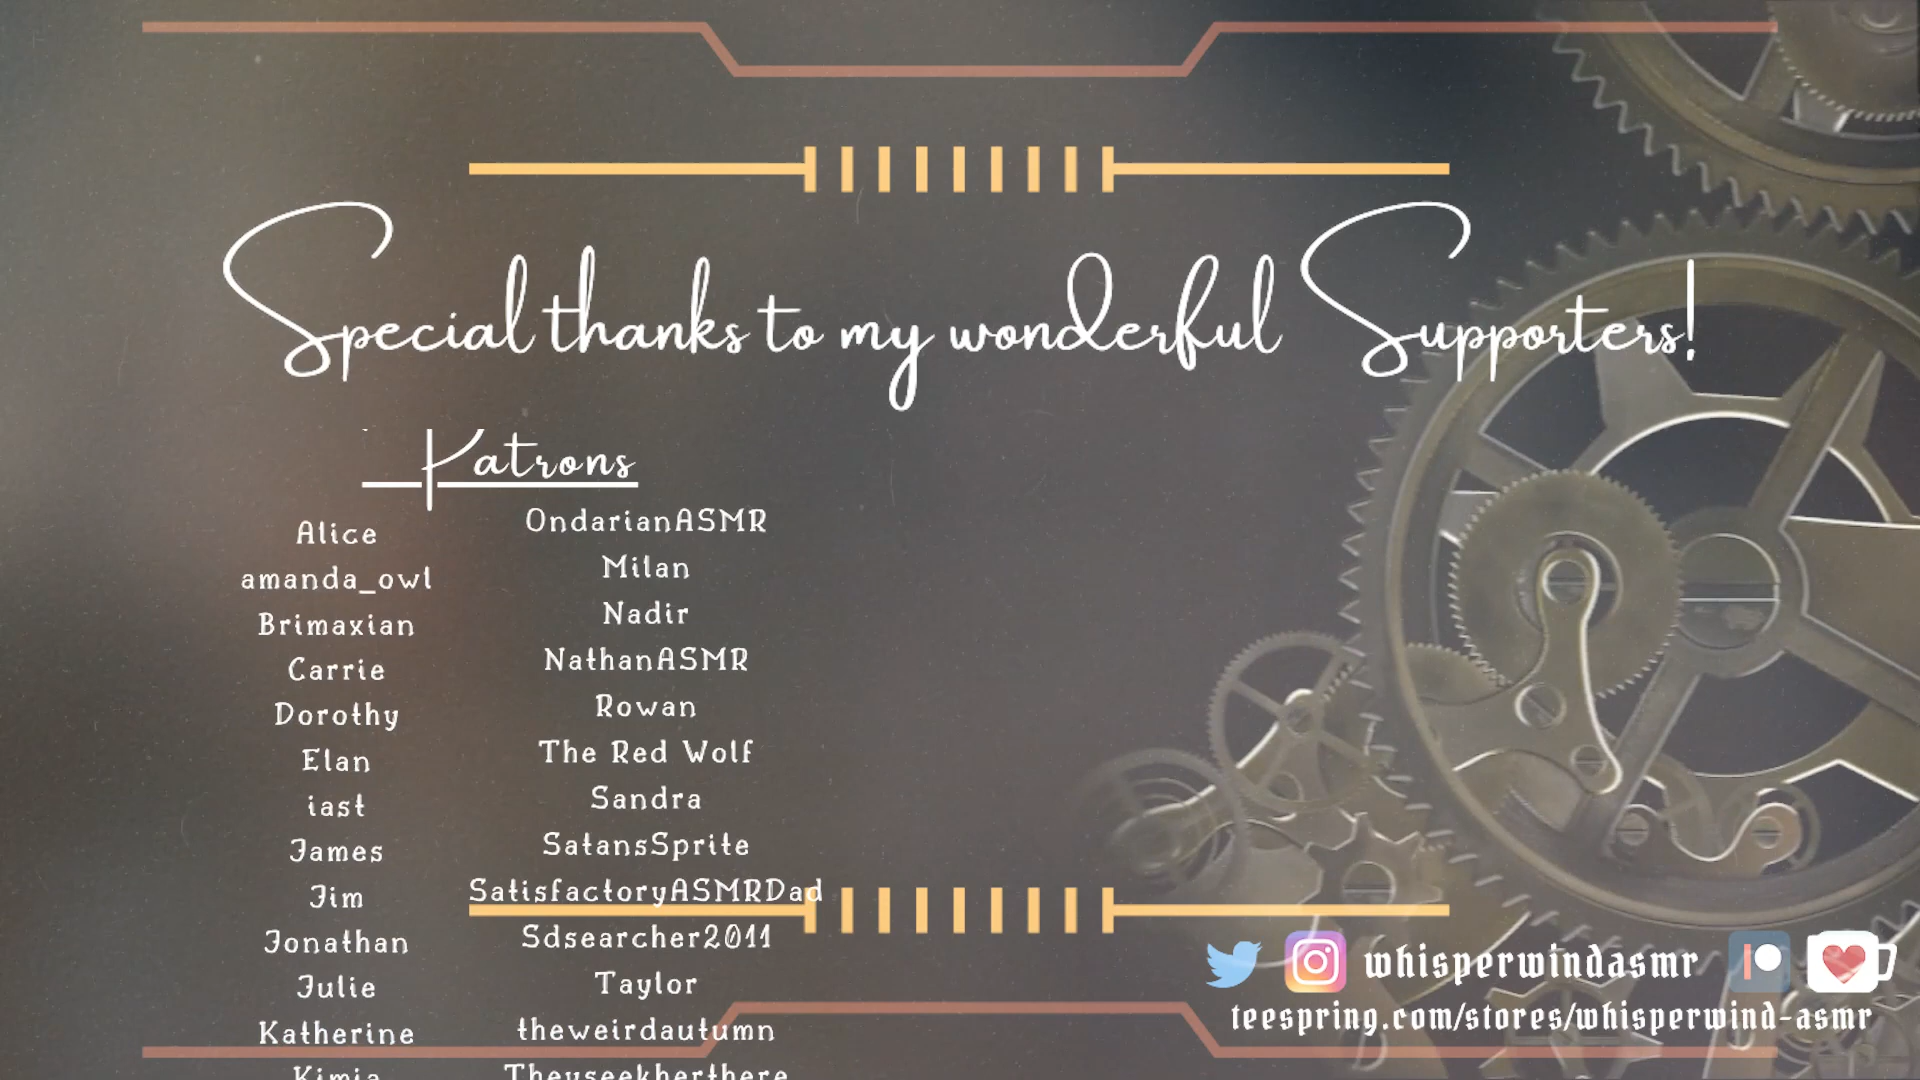 Special thanks to my wonderful Supporters!
Patrons
Alice
amanda_owl
Brimaxian
Carrie
Dorothy
Elan
iast
James
Jim
Jonathan
Julie
Katherine
Kimia
OndarianASMR
Milan
Nadir
NathanASMR
Rowan
The Red Wolf
Sandra
SatansSprite
SatisfactoryASMRDad
Sdsearcher2011
Taylor
theweirdautumn
Theyseekherthere
whisperwindasmr
teespring.com/stores/whisperwind-asmr